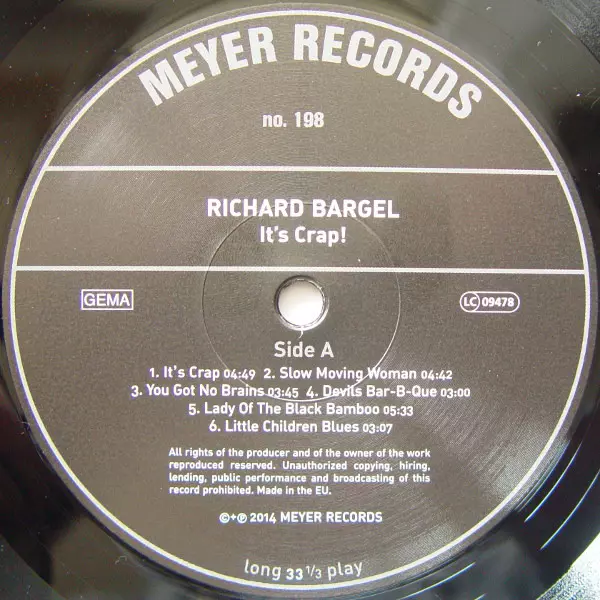 MEYER RECORDS
no. 198
RICHARD BARGEL
It's Crap!
GEMA
LC 09478
Side A
1. It's Crap 04:49 2. Slow Moving Woman 04:42
3. You Got No Brains 03:45 4. Devils Bar-B-Que 03:00
5. Lady Of The Black Bamboo 05:33
6. Little Children Blues 03:07
All rights of the producer and of the owner of the work
reproduced reserved. Unauthorized copying, hiring,
lending, public performance and broadcasting of this
record prohibited. Made in the EU.
©+℗ 2014 MEYER RECORDS
long 33 1/3 play